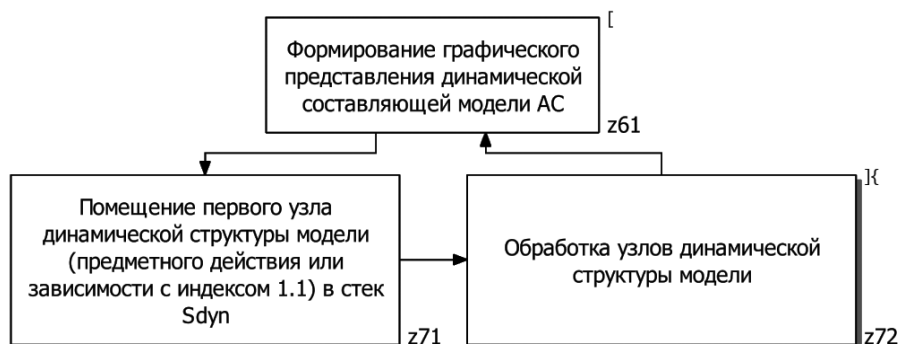 [
Формирование графического
представления динамической
составляющей модели АС
z61
Помещение первого узла
динамической структуры модели
(предметного действия или
зависимости с индексом 1.1) в стек
Sdyn
z71
]{
Обработка узлов динамической
структуры модели
z72